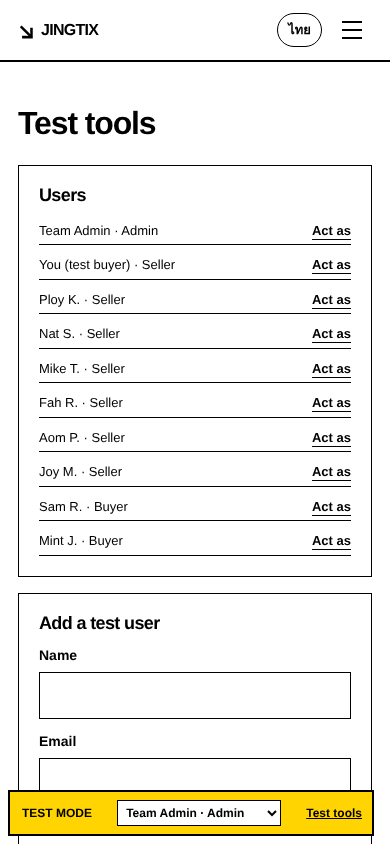 JINGTIX
ไทย
Test tools
Users
Team Admin · Admin Act as
You (test buyer) · Seller Act as
Ploy K. · Seller Act as
Nat S. · Seller Act as
Mike T. · Seller Act as
Fah R. · Seller Act as
Aom P. · Seller Act as
Joy M. · Seller Act as
Sam R. · Buyer Act as
Mint J. · Buyer Act as
Add a test user
Name
Email
TEST MODE Team Admin · Admin Test tools